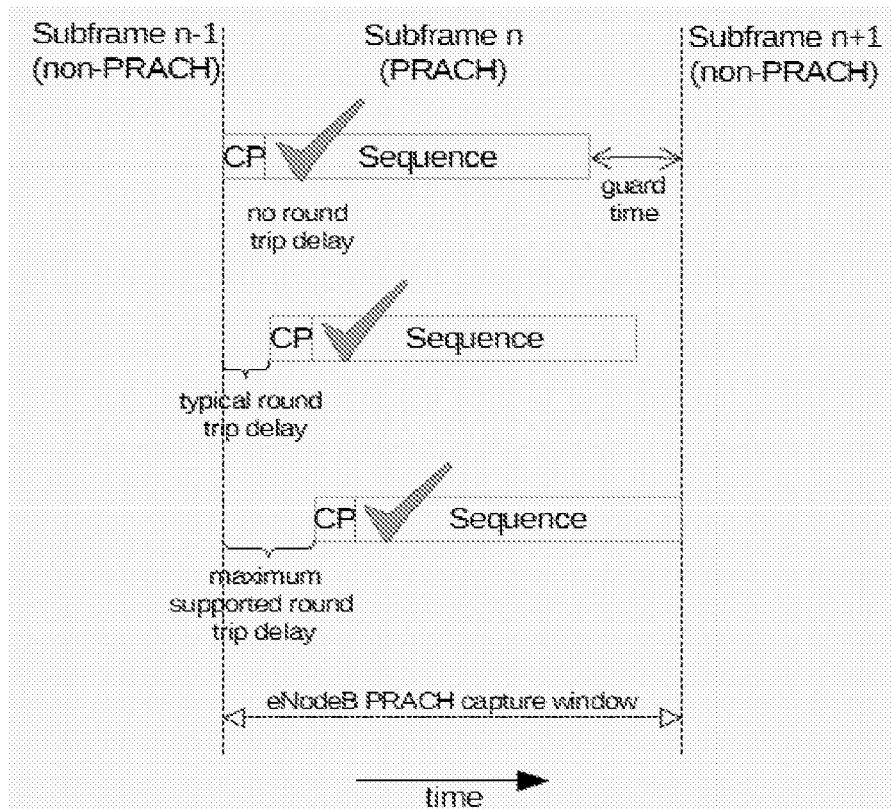 Subframe n-1
(non-PRACH)
Subframe n
(PRACH)
Subframe n+1
(non-PRACH)
CP
Sequence
guard
time
no round
trip delay
CP
Sequence
typical round
trip delay
CP
Sequence
maximum
supported round
trip delay
eNodeB PRACH capture window
time